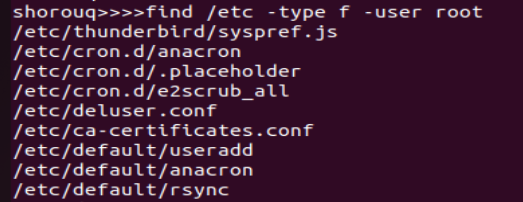 shorouq>>>>find /etc -type f -user root
/etc/thunderbird/syspref.js
/etc/cron.d/anacron
/etc/cron.d/.placeholder
/etc/cron.d/e2scrub_all
/etc/deluser.conf
/etc/ca-certificates.conf
/etc/default/useradd
/etc/default/anacron
/etc/default/rsync